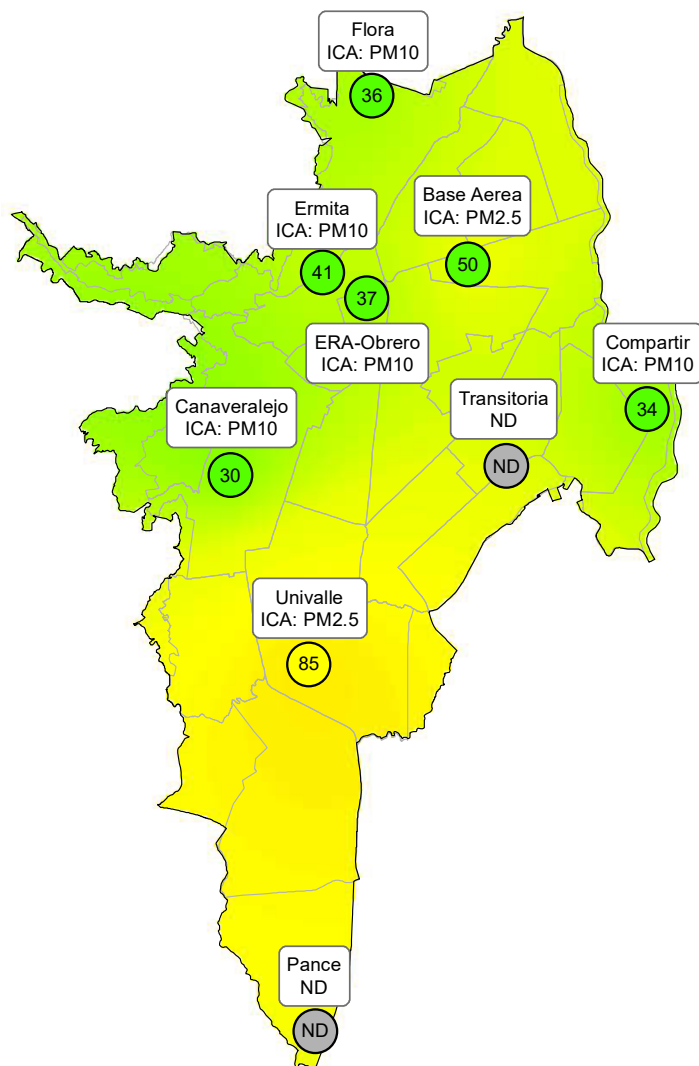 Flora
ICA: PM10
36
Ermita
ICA: PM10
41
Base Aerea
ICA: PM2.5
50
37
ERA-Obrero
ICA: PM10
Compartir
ICA: PM10
34
Canaveralejo
ICA: PM10
30
Transitoria
ND
ND
Univalle
ICA: PM2.5
85
Pance
ND
ND